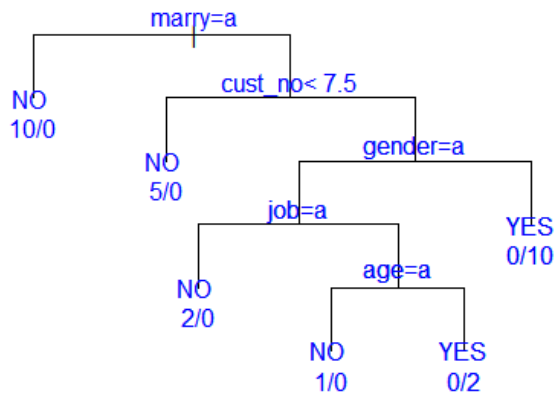 marry=a
cust_no< 7.5
NO
10/0
gender=a
NO
5/0
job=a
YES
0/10
age=a
NO
2/0
NO
1/0
YES
0/2